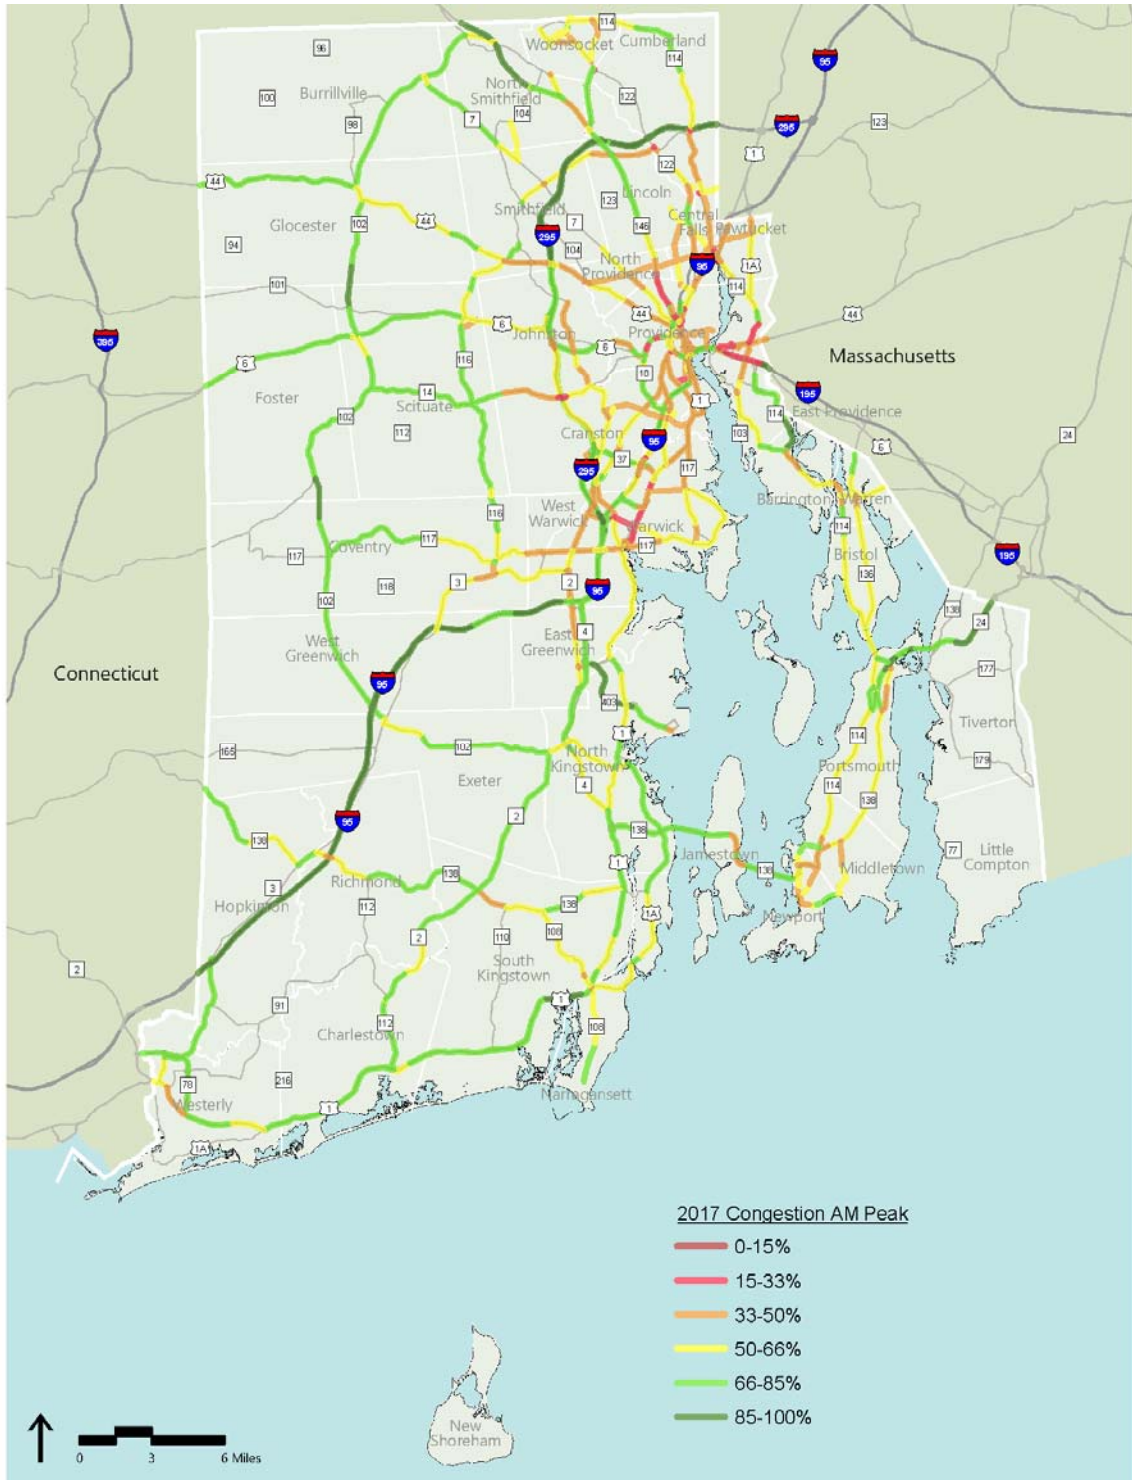 114
Woonsocket
Cumberland
96
95
114
North
Smithfield
100
Burrillville
122
104
98
7
295
123
1
122
44
Lincoln
123
102
44
Smithfield
7
Central
Falls
Pawtucket
Glocester
146
295
104
94
North
Providence
95
1A
101
114
44
44
6
Johnston
Providence
395
6
6
116
Massachusetts
10
195
Foster
14
Scituate
1
114
East Providence
102
112
Cranston
95
103
24
6
37
295
117
116
West
Warwick
Barrington
Warren
Warwick
114
117
117
Coventry
117
Bristol
195
3
2
118
95
136
102
138
24
West
Greenwich
East
Greenwich
4
Connecticut
177
95
403
Tiverton
1
114
165
102
North
Kingstown
Portsmouth
179
Exeter
4
114
138
2
95
138
138
Jamestown
138
1
77
Little
Compton
Middletown
3
Richmond
138
Hopkinton
112
138
1A
Newport
2
110
108
2
South
Kingstown
91
1
112
Charlestown
108
78
216
Narragansett
Westerly
1
1A
2017 Congestion AM Peak
0-15%
15-33%
33-50%
50-66%
66-85%
85-100%
New
Shoreham
0 3 6 Miles